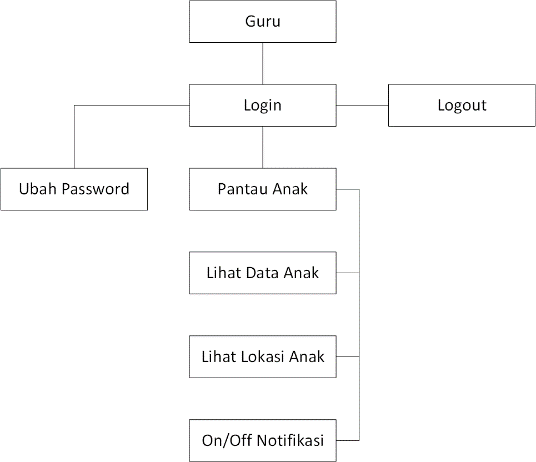 Guru
Login
Logout
Ubah Password
Pantau Anak
Lihat Data Anak
Lihat Lokasi Anak
On/Off Notifikasi